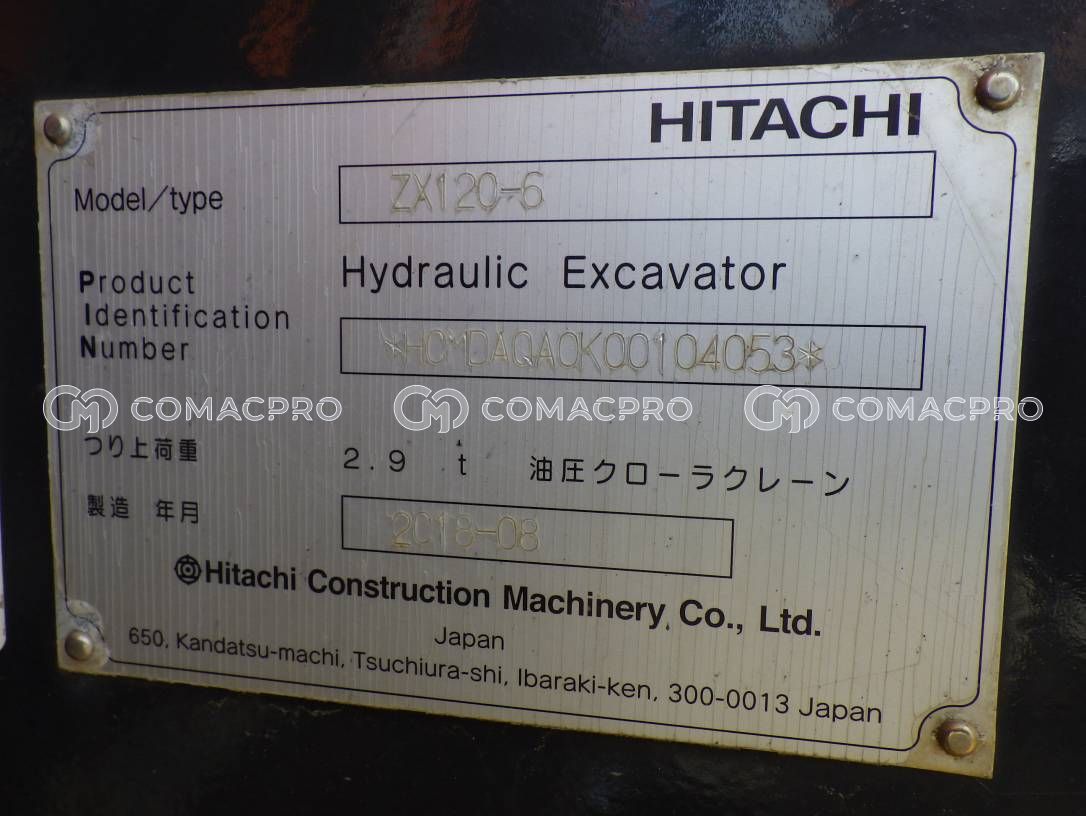 HITACHI
Model/type ZX120-6
Hydraulic Excavator
Product
Identification
Number *HCMDAQA0K00104053*
COMACPRO COMACPRO COMACPRO
つり上荷重 2.9 t 油圧クローラクレーン
製造 年月 2018-08
Hitachi Construction Machinery Co., Ltd.
Japan
650, Kandatsu-machi, Tsuchiura-shi, Ibaraki-ken, 300-0013 Japan